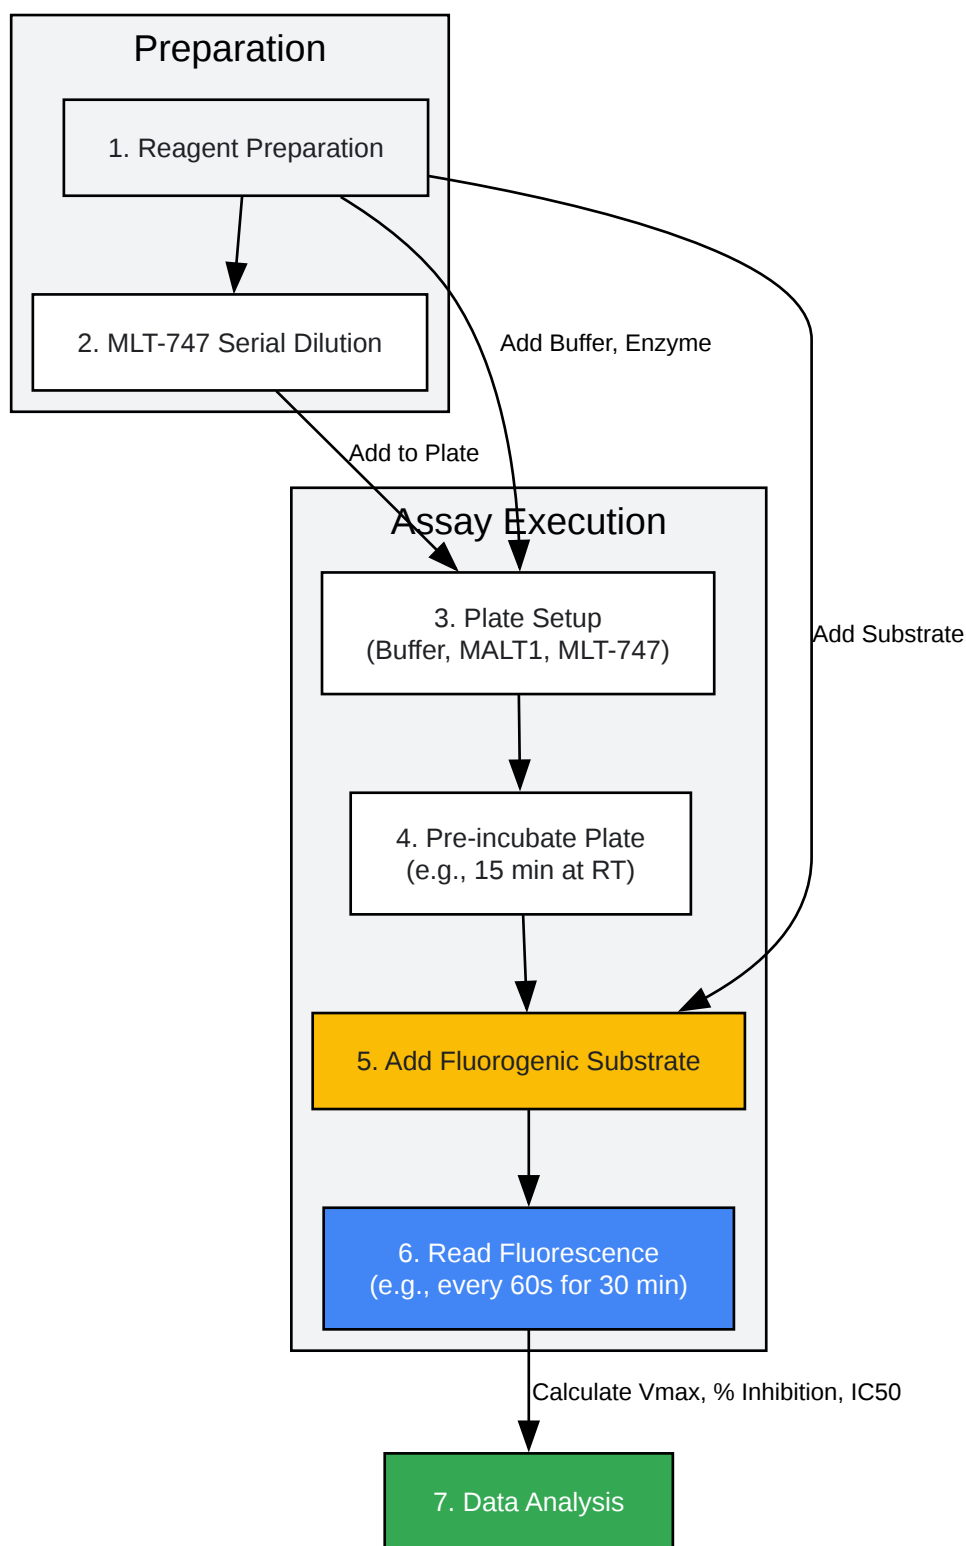 Preparation
1. Reagent Preparation
2. MLT-747 Serial Dilution
Add Buffer, Enzyme
Add to Plate
Assay Execution
3. Plate Setup
(Buffer, MALT1, MLT-747)
Add Substrate
4. Pre-incubate Plate
(e.g., 15 min at RT)
5. Add Fluorogenic Substrate
6. Read Fluorescence
(e.g., every 60s for 30 min)
Calculate Vmax, % Inhibition, IC50
7. Data Analysis